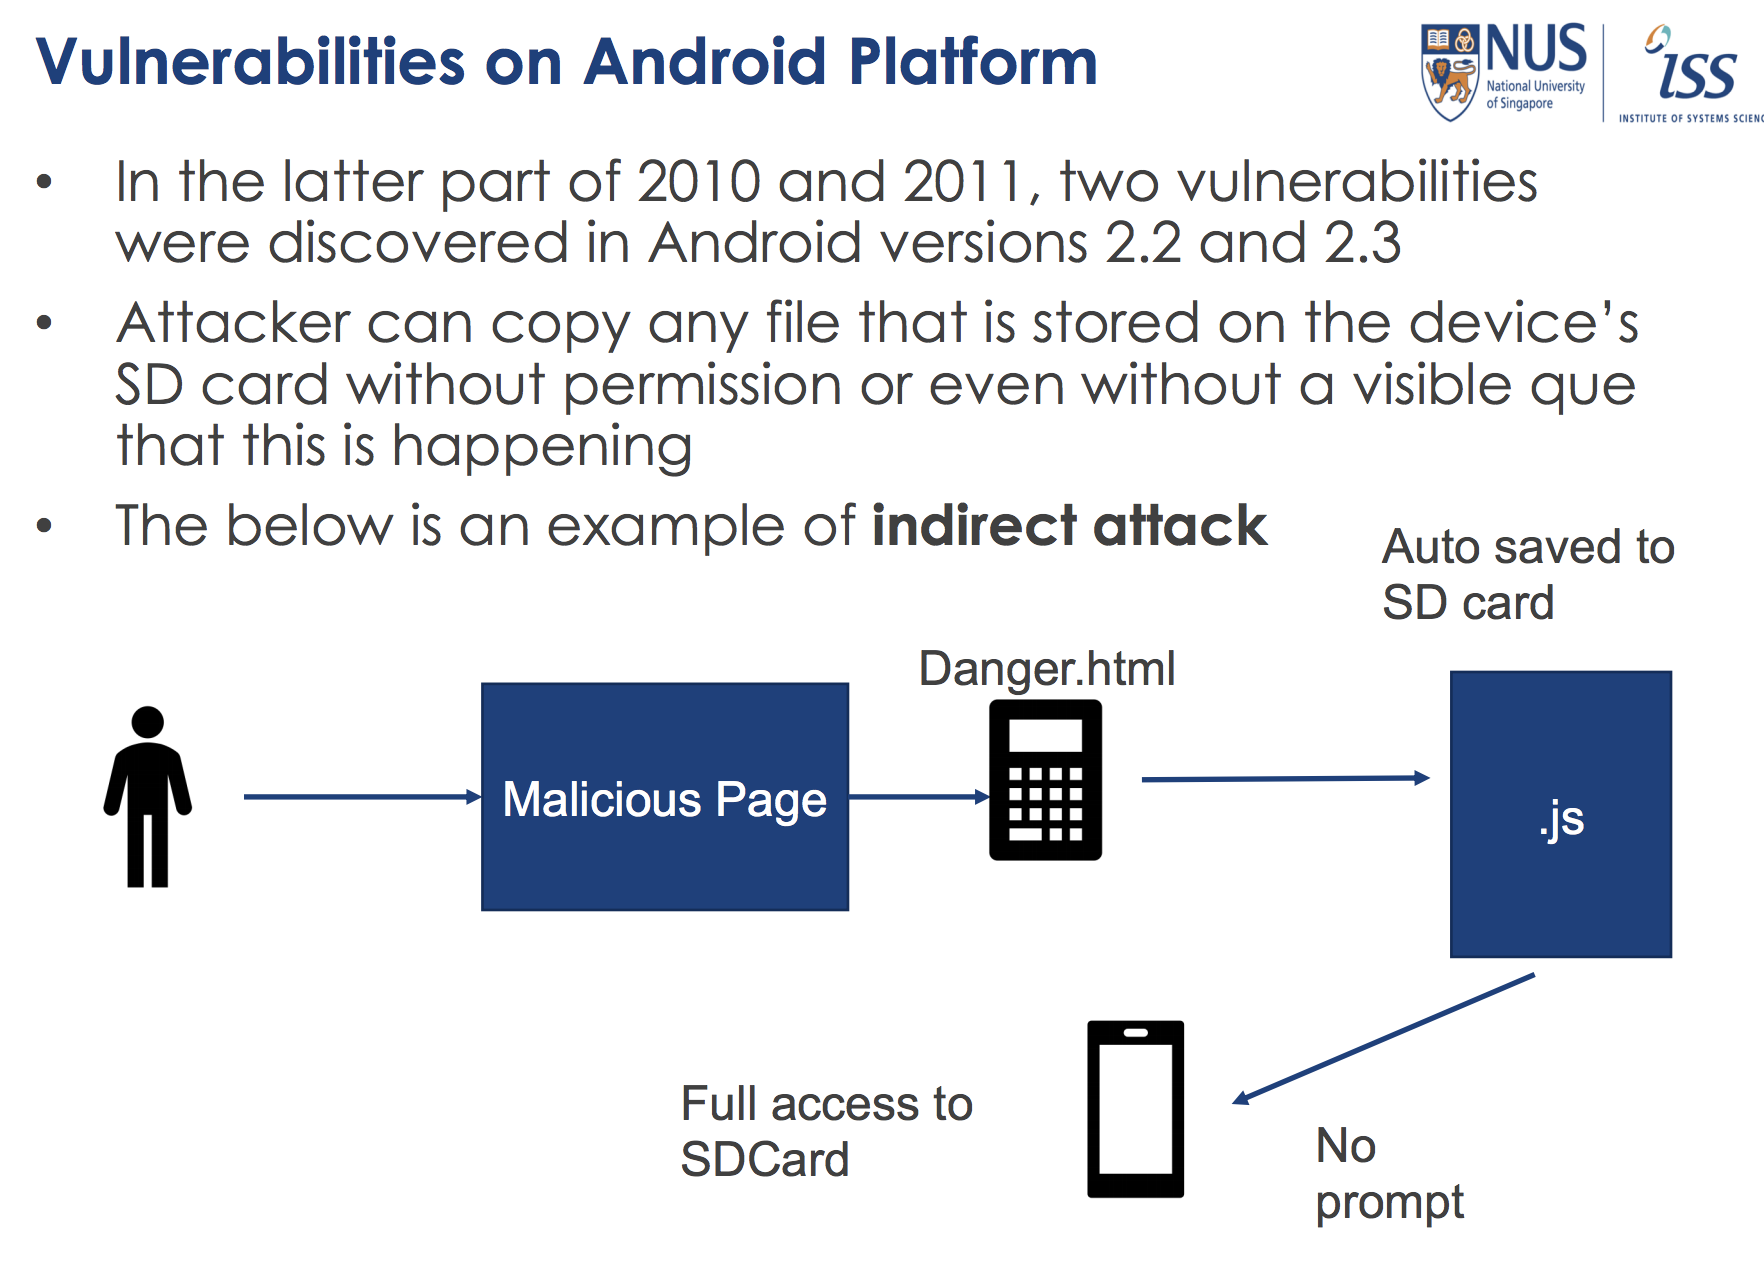 Vulnerabilities on Android Platform
NUS
National University
of Singapore
iss
INSTITUTE OF SYSTEMS SCIENC
• In the latter part of 2010 and 2011, two vulnerabilities
were discovered in Android versions 2.2 and 2.3
• Attacker can copy any file that is stored on the device’s
SD card without permission or even without a visible que
that this is happening
• The below is an example of indirect attack
Auto saved to
SD card
Danger.html
Malicious Page
.js
Full access to
SDCard
No
prompt